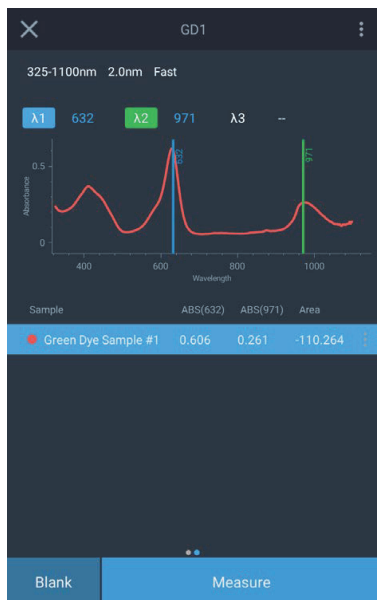 GD1
325-1100nm 2.0nm Fast
λ1 632 λ2 971 λ3 --
0.5
0
Absorbance
632
971
400 600 800 1000
Wavelength
Sample ABS(632) ABS(971) Area
Green Dye Sample #1 0.606 0.261 -110.264
Blank Measure